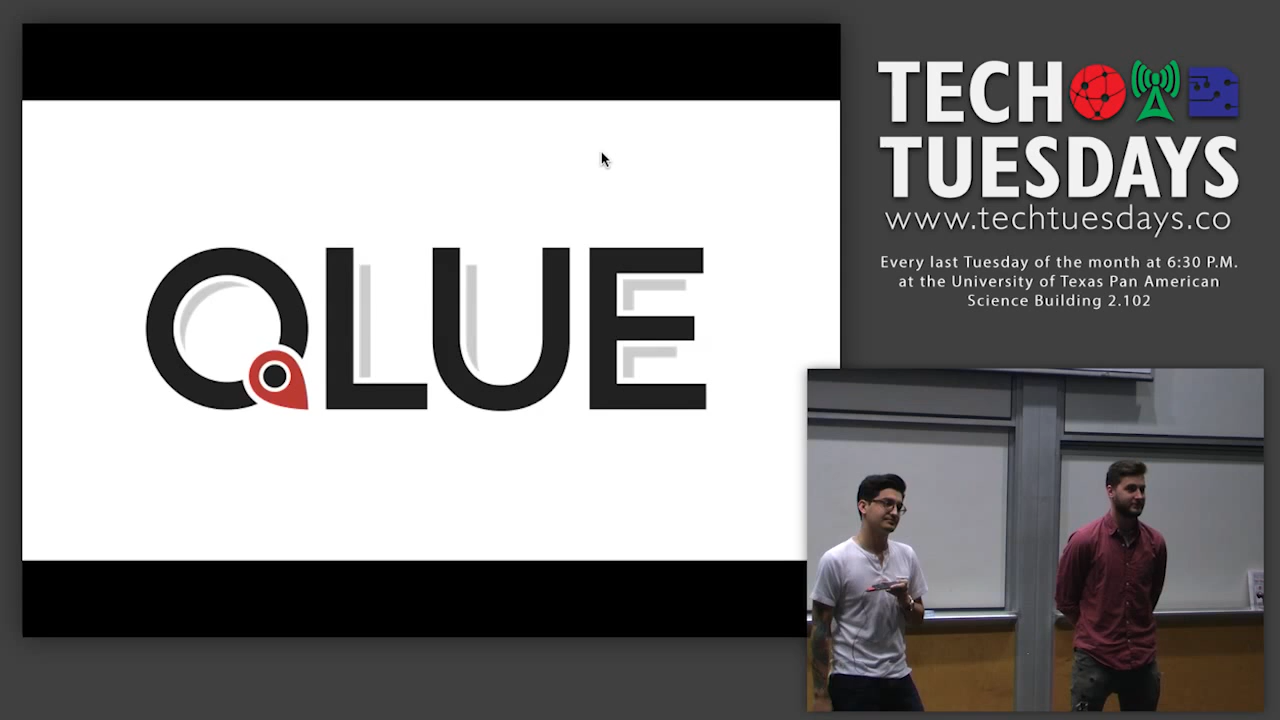 QLUE
TECH
TUESDAYS
www.techtuesdays.co
Every last Tuesday of the month at 6:30 P.M.
at the University of Texas Pan American
Science Building 2.102